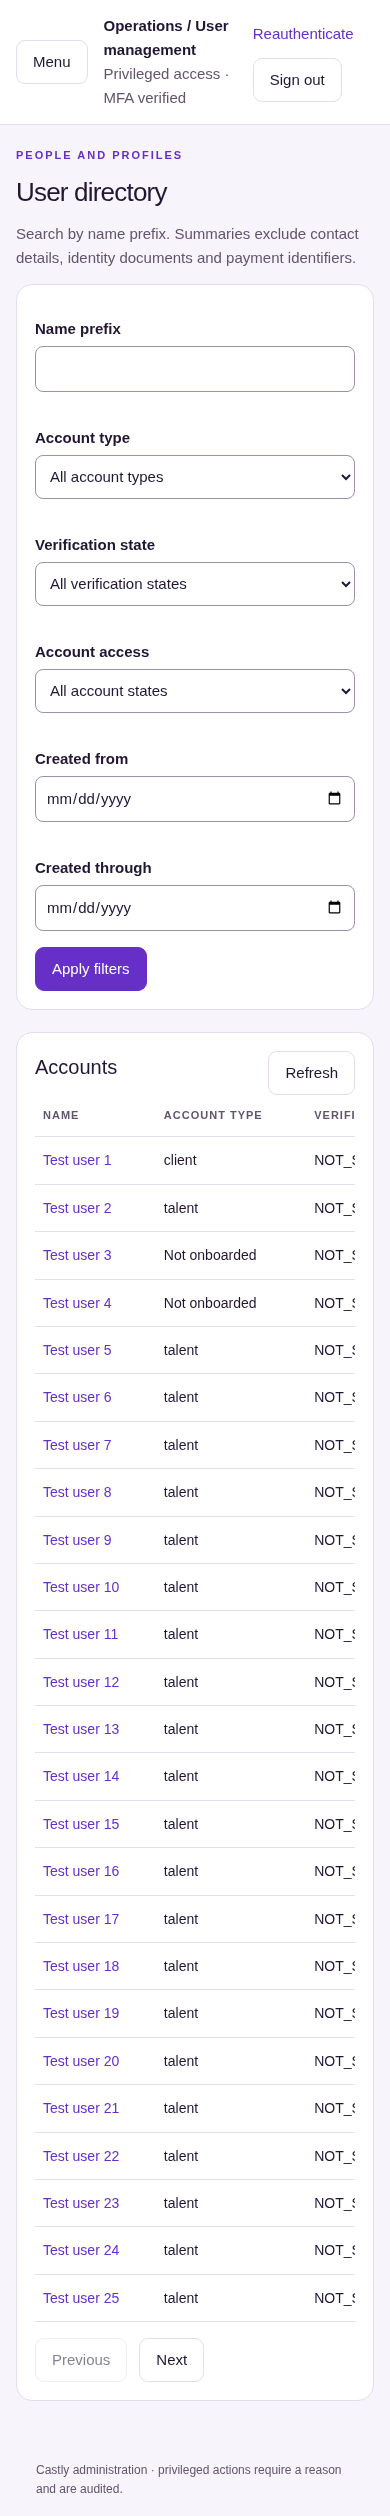 Menu
Operations / User management
Privileged access · MFA verified
Reauthenticate
Sign out
PEOPLE AND PROFILES
User directory
Search by name prefix. Summaries exclude contact
details, identity documents and payment identifiers.
Name prefix
Account type
All account types
Verification state
All verification states
Account access
All account states
Created from
mm/dd/yyyy
Created through
mm/dd/yyyy
Apply filters
Accounts
Refresh
NAME ACCOUNT TYPE
Test user 1 client
Test user 2 talent
Test user 3 Not onboarded
Test user 4 Not onboarded
Test user 5 talent
Test user 6 talent
Test user 7 talent
Test user 8 talent
Test user 9 talent
Test user 10 talent
Test user 11 talent
Test user 12 talent
Test user 13 talent
Test user 14 talent
Test user 15 talent
Test user 16 talent
Test user 17 talent
Test user 18 talent
Test user 19 talent
Test user 20 talent
Test user 21 talent
Test user 22 talent
Test user 23 talent
Test user 24 talent
Test user 25 talent
Previous Next
Castly administration · privileged actions require a reason
and are audited.